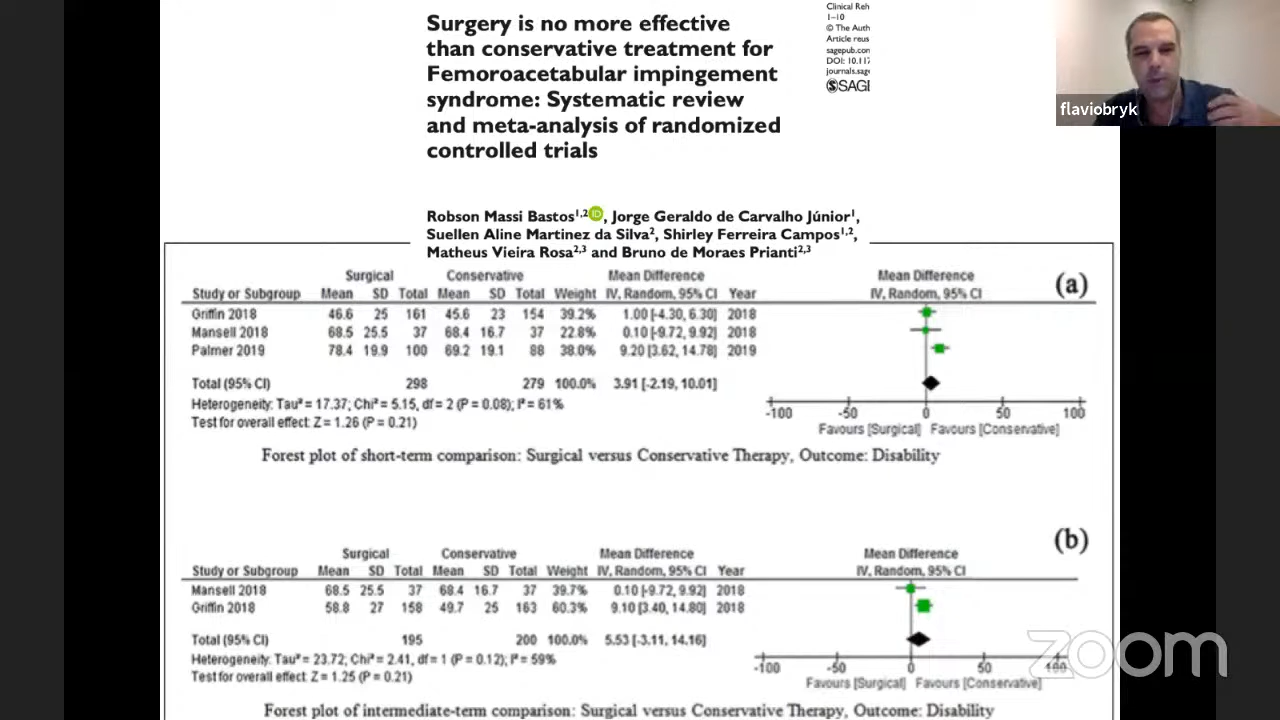 Surgery is no more effective
than conservative treatment for
Femoroacetabular impingement
syndrome: Systematic review
and meta-analysis of randomized
controlled trials
Clinical Reh
1–10
© The Auth
Article reus
sagepub.con
DOI: 10.117
journals.sage
SAGE
flaviobryk
Robson Massi Bastos1,2 iD, Jorge Geraldo de Carvalho Júnior1,
Suellen Aline Martinez da Silva2, Shirley Ferreira Campos1,2,
Matheus Vieira Rosa2,3 and Bruno de Moraes Prianti2,3
(a)
Surgical Conservative Mean Difference Mean Difference
Study or Subgroup Mean SD Total Mean SD Total Weight IV, Random, 95% CI Year IV, Random, 95% CI
Griffin 2018 46.6 25 161 45.6 23 154 39.2% 1.00 [-4.30, 6.30] 2018
Mansell 2018 68.5 25.5 37 68.4 16.7 37 22.8% 0.10 [-9.72, 9.92] 2018
Palmer 2019 78.4 19.9 100 69.2 19.1 88 38.0% 9.20 [3.62, 14.78] 2019
Total (95% CI) 298 279 100.0% 3.91 [-2.19, 10.01]
Heterogeneity: Tau² = 17.37; Chi² = 5.15, df = 2 (P = 0.08); I² = 61%
Test for overall effect: Z = 1.26 (P = 0.21)
-100 -50 0 50 100
Favours [Surgical] Favours [Conservative]
Forest plot of short-term comparison: Surgical versus Conservative Therapy, Outcome: Disability
(b)
Surgical Conservative Mean Difference Mean Difference
Study or Subgroup Mean SD Total Mean SD Total Weight IV, Random, 95% CI Year IV, Random, 95% CI
Mansell 2018 68.5 25.5 37 68.4 16.7 37 39.7% 0.10 [-9.72, 9.92] 2018
Griffin 2018 58.8 27 158 49.7 25 163 60.3% 9.10 [3.40, 14.80] 2018
Total (95% CI) 195 200 100.0% 5.53 [-3.11, 14.16]
Heterogeneity: Tau² = 23.72; Chi² = 2.41, df = 1 (P = 0.12); I² = 59%
Test for overall effect: Z = 1.25 (P = 0.21)
-100 -50 0 50 100
Favours [Surgical] Favours [Conservative]
zoom
Forest plot of intermediate-term comparison: Surgical versus Conservative Therapy, Outcome: Disability